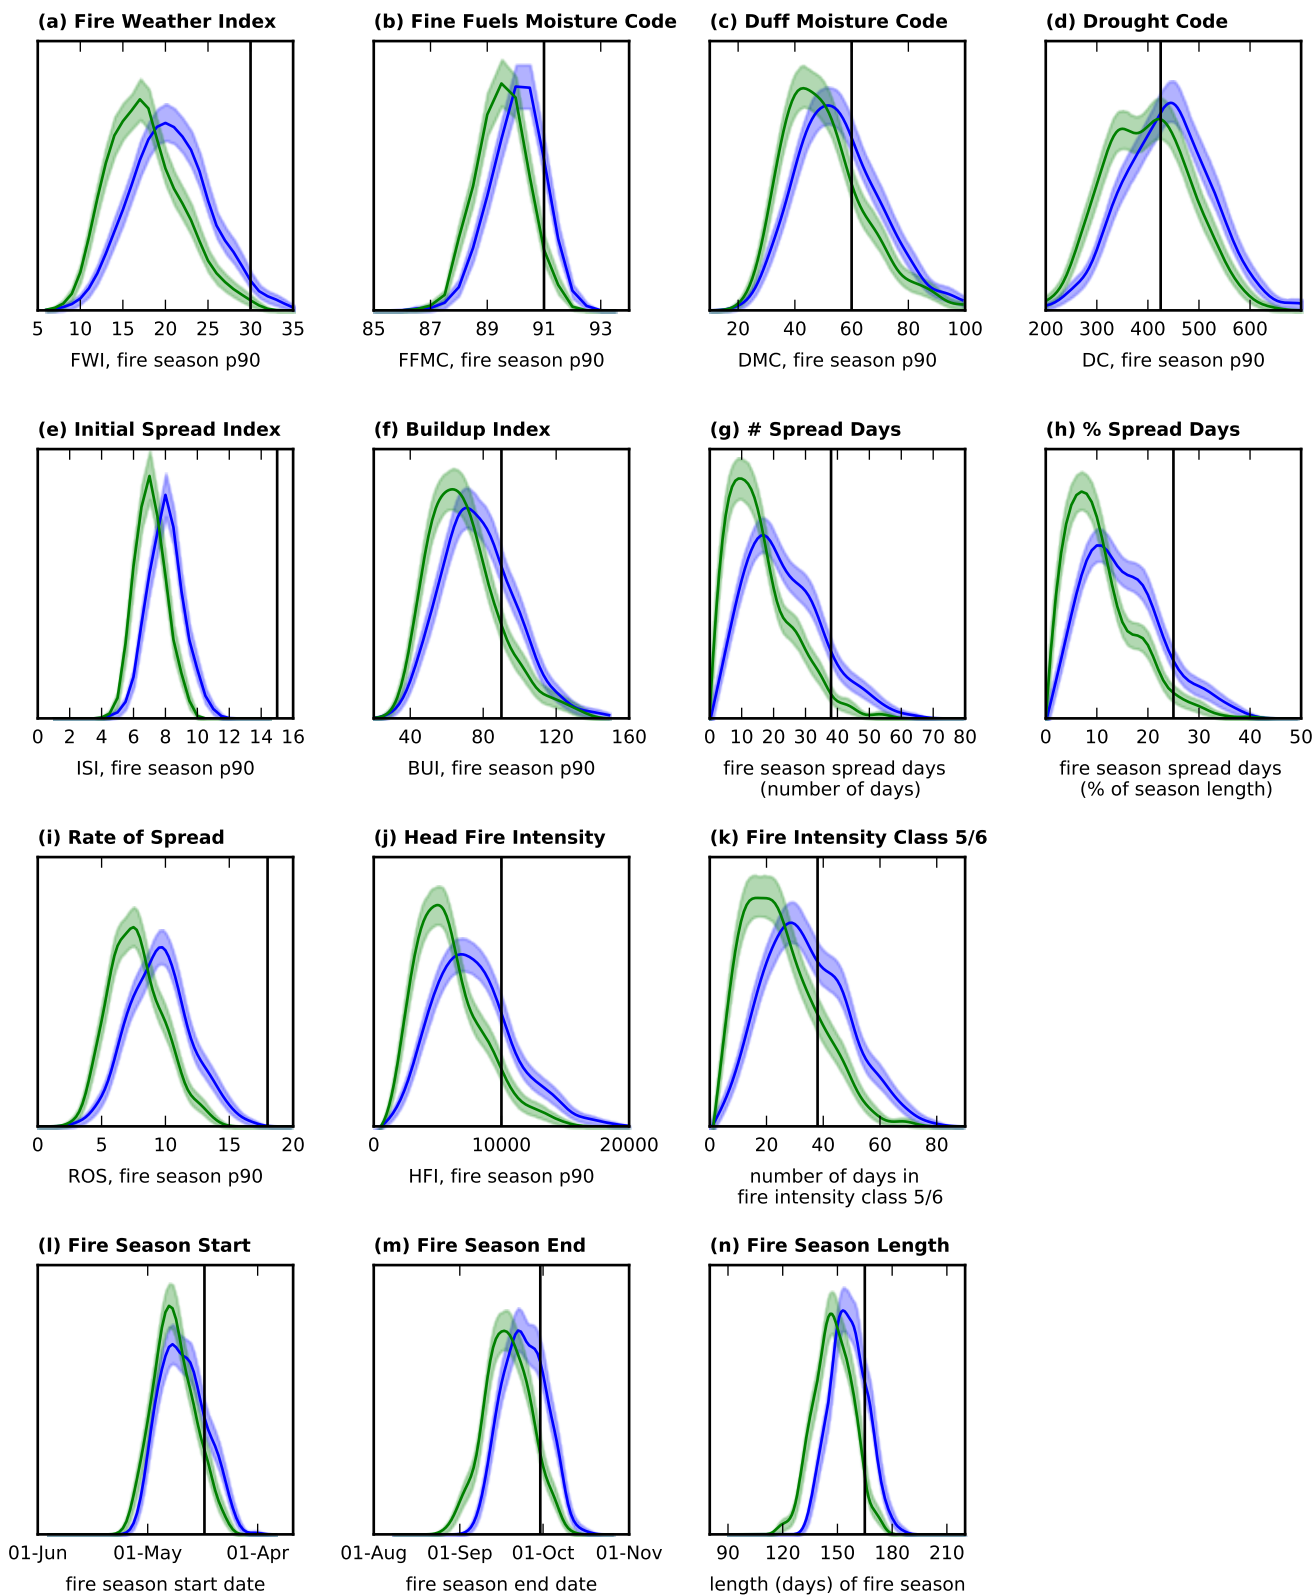 (a) Fire Weather Index
5 10 15 20 25 30 35
FWI, fire season p90
(b) Fine Fuels Moisture Code
85 87 89 91 93
FFMC, fire season p90
(c) Duff Moisture Code
20 40 60 80 100
DMC, fire season p90
(d) Drought Code
200 300 400 500 600
DC, fire season p90
(e) Initial Spread Index
0 2 4 6 8 10 12 14 16
ISI, fire season p90
(f) Buildup Index
40 80 120 160
BUI, fire season p90
(g) # Spread Days
0 10 20 30 40 50 60 70 80
fire season spread days
(number of days)
(h) % Spread Days
0 10 20 30 40 50
fire season spread days
(% of season length)
(i) Rate of Spread
0 5 10 15 20
ROS, fire season p90
(j) Head Fire Intensity
0 10000 20000
HFI, fire season p90
(k) Fire Intensity Class 5/6
0 20 40 60 80
number of days in
fire intensity class 5/6
(l) Fire Season Start
01-Jun 01-May 01-Apr
fire season start date
(m) Fire Season End
01-Aug 01-Sep 01-Oct 01-Nov
fire season end date
(n) Fire Season Length
90 120 150 180 210
length (days) of fire season